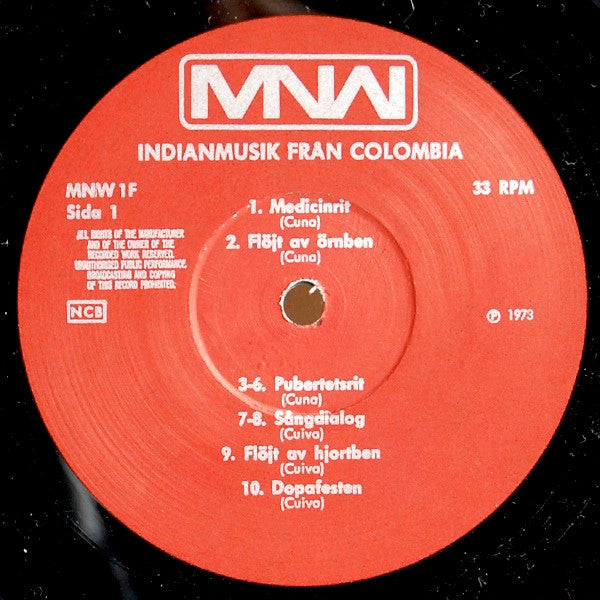 MNW
INDIANMUSIK FRÅN COLOMBIA
MNW 1F
Sida 1
33 RPM
ALL RIGHTS OF THE MANUFACTURER
AND OF THE OWNER OF THE
RECORDED WORK RESERVED.
UNAUTHORISED PUBLIC PERFORMANCE,
BROADCASTING AND COPYING
OF THIS RECORD PROHIBITED.
NCB
℗ 1973
1. Medicinrit
(Cuna)
2. Flöjt av örnben
(Cuna)
3-6. Pubertetsrit
(Cuna)
7-8. Sångdialog
(Cuiva)
9. Flöjt av hjortben
(Cuiva)
10. Dopafesten
(Cuiva)